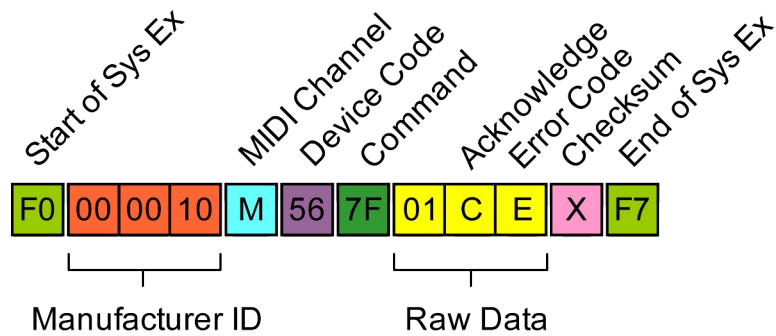 Start of Sys Ex
MIDI Channel
Device Code
Command
Acknowledge
Error Code
Checksum
End of Sys Ex
F0 00 00 10 M 56 7F 01 C E X F7
Manufacturer ID
Raw Data